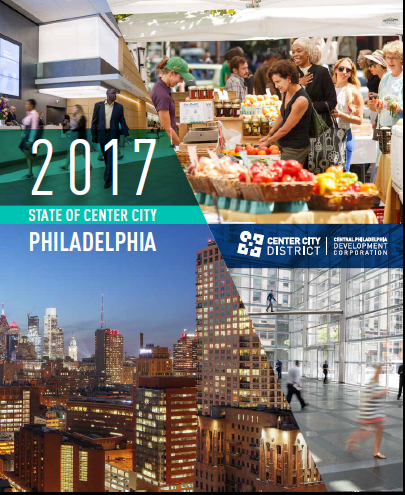 2017
STATE OF CENTER CITY
PHILADELPHIA
CENTER CITY
DISTRICT
CENTRAL PHILADELPHIA
DEVELOPMENT
CORPORATION